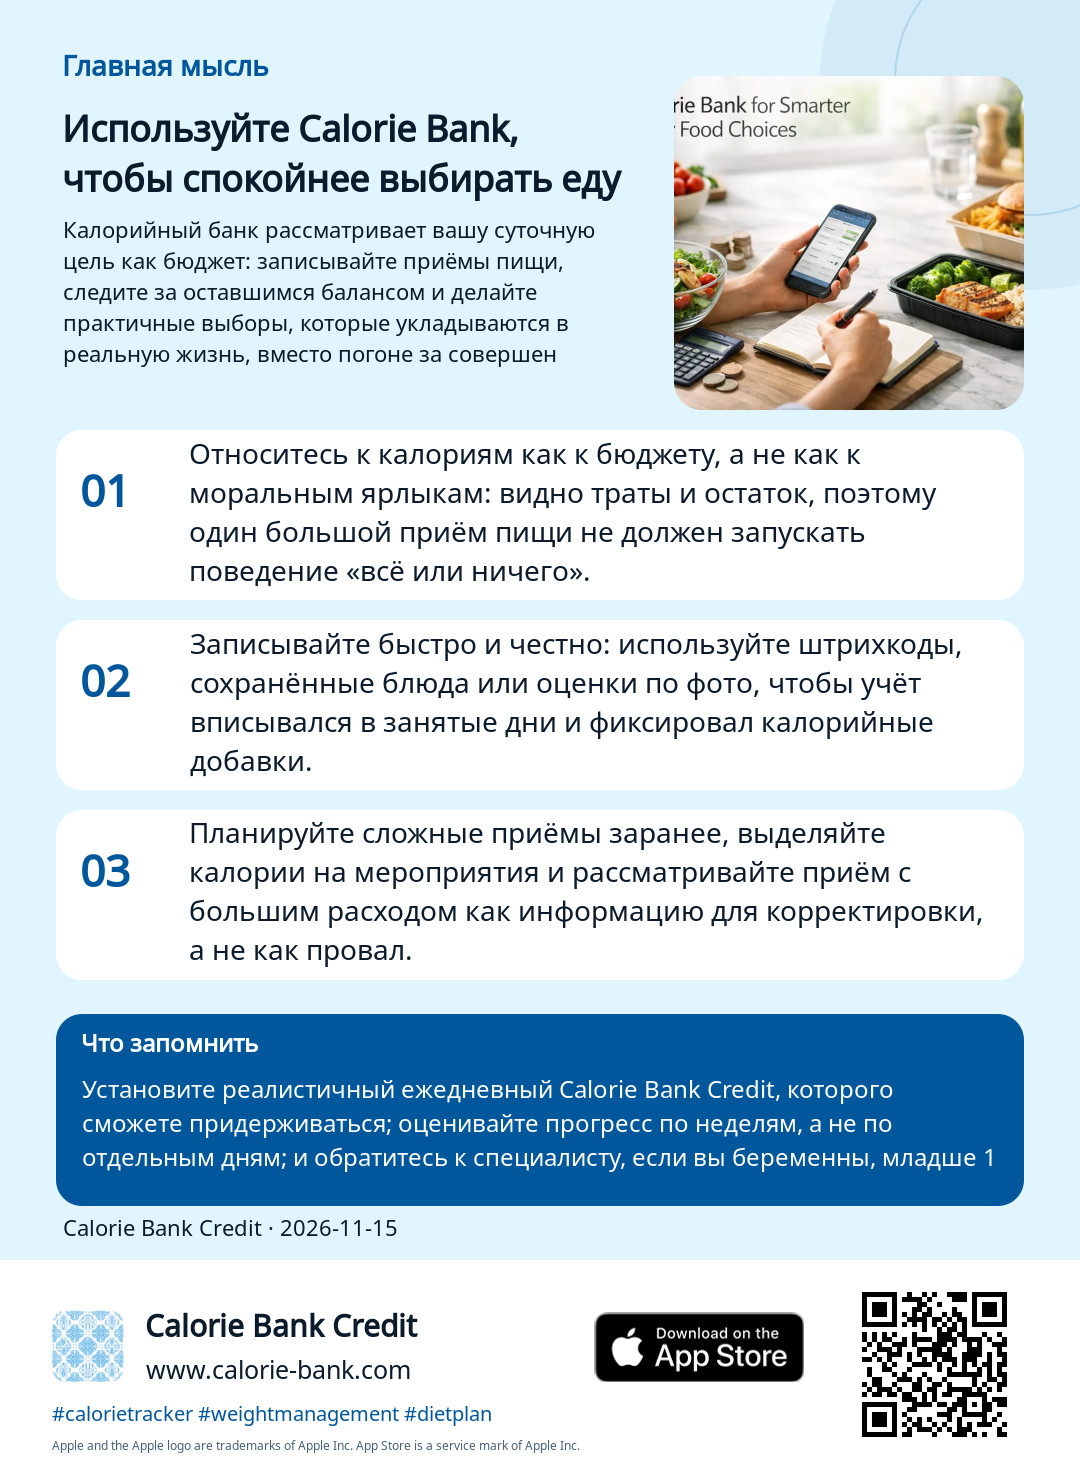 Главная мысль
Используйте Calorie Bank,
чтобы спокойнее выбирать еду
Калорийный банк рассматривает вашу суточную
цель как бюджет: записывайте приёмы пищи,
следите за оставшимся балансом и делайте
практичные выборы, которые укладываются в
реальную жизнь, вместо погоне за совершен
rie Bank for Smarter
Food Choices
01
Относитесь к калориям как к бюджету, а не как к
моральным ярлыкам: видно траты и остаток, поэтому
один большой приём пищи не должен запускать
поведение «всё или ничего».
02
Записывайте быстро и честно: используйте штрихкоды,
сохранённые блюда или оценки по фото, чтобы учёт
вписывался в занятые дни и фиксировал калорийные
добавки.
03
Планируйте сложные приёмы заранее, выделяйте
калории на мероприятия и рассматривайте приём с
большим расходом как информацию для корректировки,
а не как провал.
Что запомнить
Установите реалистичный ежедневный Calorie Bank Credit, которого
сможете придерживаться; оценивайте прогресс по неделям, а не по
отдельным дням; и обратитесь к специалисту, если вы беременны, младше 1
Calorie Bank Credit · 2026-11-15
Calorie Bank Credit
www.calorie-bank.com
Download on the
App Store
#calorietracker #weightmanagement #dietplan
Apple and the Apple logo are trademarks of Apple Inc. App Store is a service mark of Apple Inc.